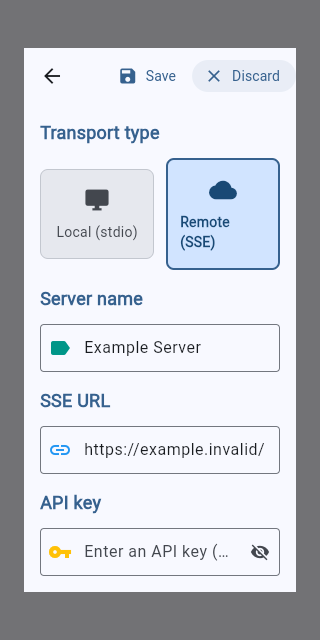 Save
Discard
Transport type
Local (stdio)
Remote
(SSE)
Server name
Example Server
SSE URL
https://example.invalid/
API key
Enter an API key (…